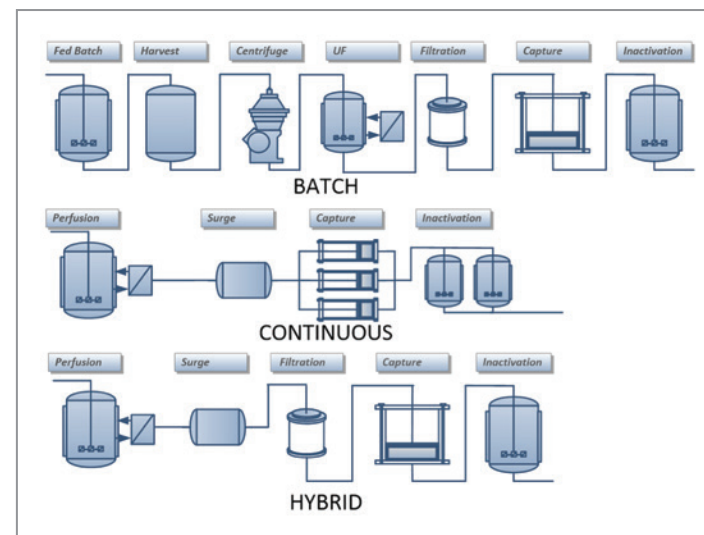 Fed Batch Harvest Centrifuge UF Filtration Capture Inactivation
BATCH
Perfusion Surge Capture Inactivation
CONTINUOUS
Perfusion Surge Filtration Capture Inactivation
HYBRID